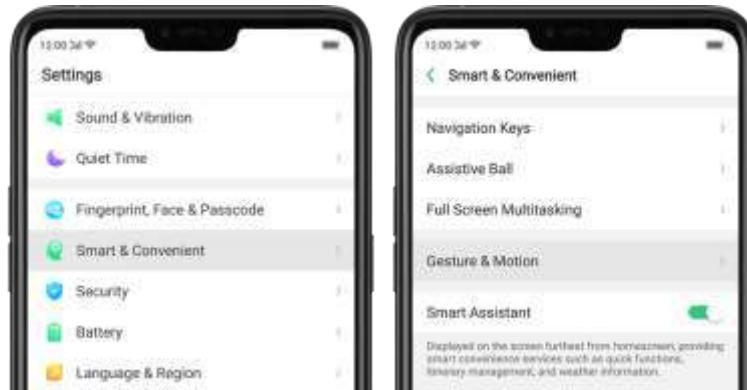 12:00
Settings
Sound & Vibration
Quiet Time
Fingerprint, Face & Passcode
Smart & Convenient
Security
Battery
Language & Region
12:00
Smart & Convenient
Navigation Keys
Assistive Ball
Full Screen Multitasking
Gesture & Motion
Smart Assistant
Displayed on the screen furthest from homescreen, providing
smart convenience services such as quick functions,
itinerary management, and weather information.